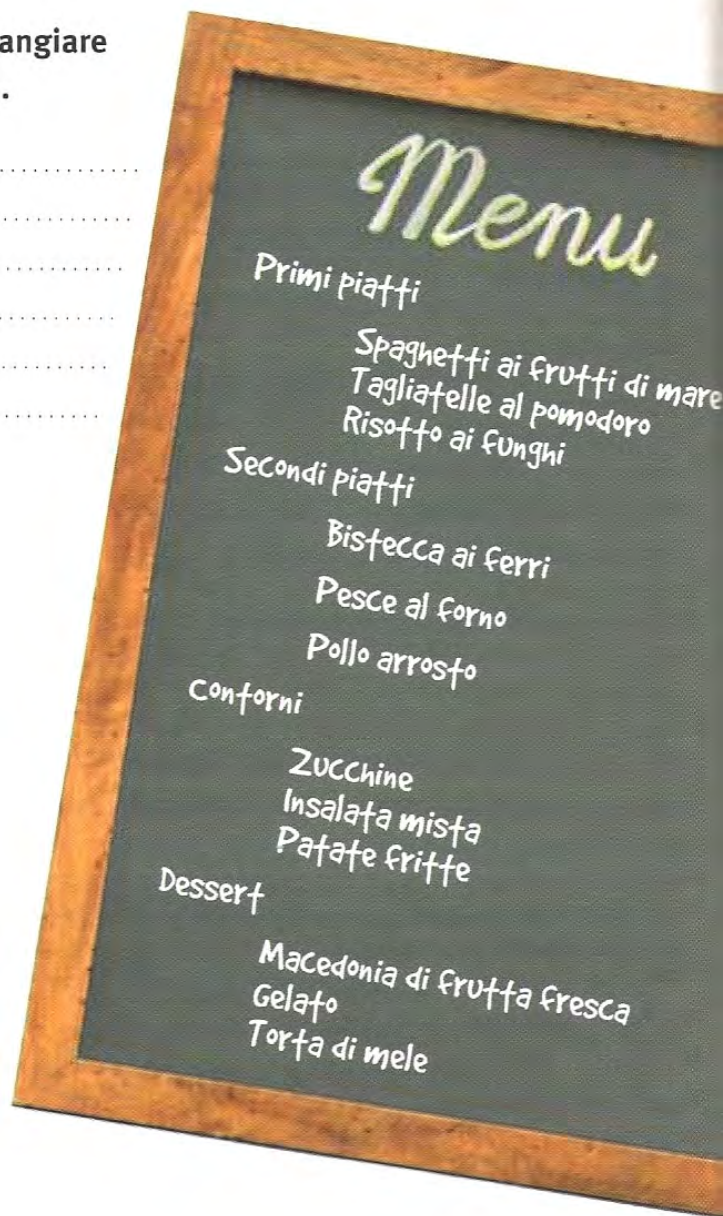 angiare
.
Menu
Primi piatti
Spaghetti ai frutti di mare
Tagliatelle al pomodoro
Risotto ai funghi
Secondi piatti
Bistecca ai ferri
Pesce al forno
Pollo arrosto
Contorni
Zucchine
Insalata mista
Patate fritte
Dessert
Macedonia di frutta fresca
Gelato
Torta di mele